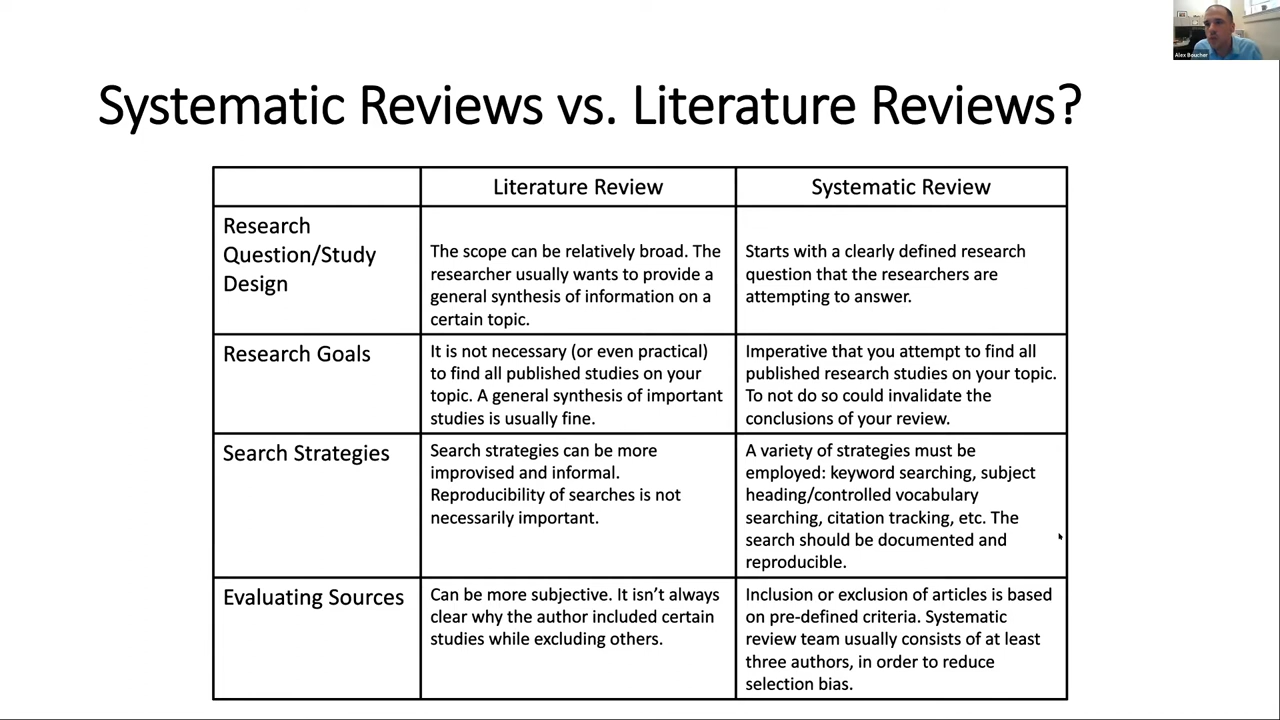 Alex Boucher
Systematic Reviews vs. Literature Reviews?
Literature Review
Systematic Review
Research
Question/Study
Design
The scope can be relatively broad. The
researcher usually wants to provide a
general synthesis of information on a
certain topic.
Starts with a clearly defined research
question that the researchers are
attempting to answer.
Research Goals
It is not necessary (or even practical)
to find all published studies on your
topic. A general synthesis of important
studies is usually fine.
Imperative that you attempt to find all
published research studies on your topic.
To not do so could invalidate the
conclusions of your review.
Search Strategies
Search strategies can be more
improvised and informal.
Reproducibility of searches is not
necessarily important.
A variety of strategies must be
employed: keyword searching, subject
heading/controlled vocabulary
searching, citation tracking, etc. The
search should be documented and
reproducible.
Evaluating Sources
Can be more subjective. It isn’t always
clear why the author included certain
studies while excluding others.
Inclusion or exclusion of articles is based
on pre-defined criteria. Systematic
review team usually consists of at least
three authors, in order to reduce
selection bias.